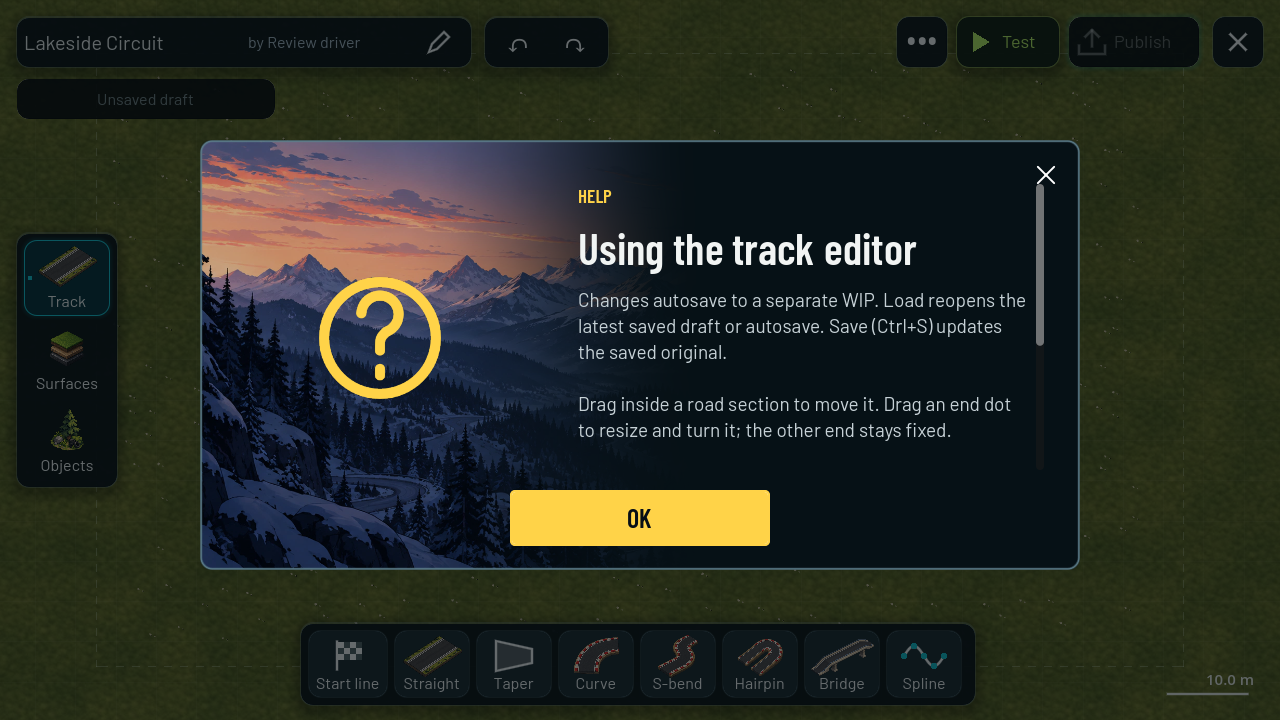 Lakeside Circuit
by Review driver
Test
Publish
Unsaved draft
HELP
Using the track editor
Changes autosave to a separate WIP. Load reopens the
latest saved draft or autosave. Save (Ctrl+S) updates
the saved original.
Drag inside a road section to move it. Drag an end dot
to resize and turn it; the other end stays fixed.
OK
Track
Surfaces
Objects
Start line
Straight
Taper
Curve
S-bend
Hairpin
Bridge
Spline
10.0 m